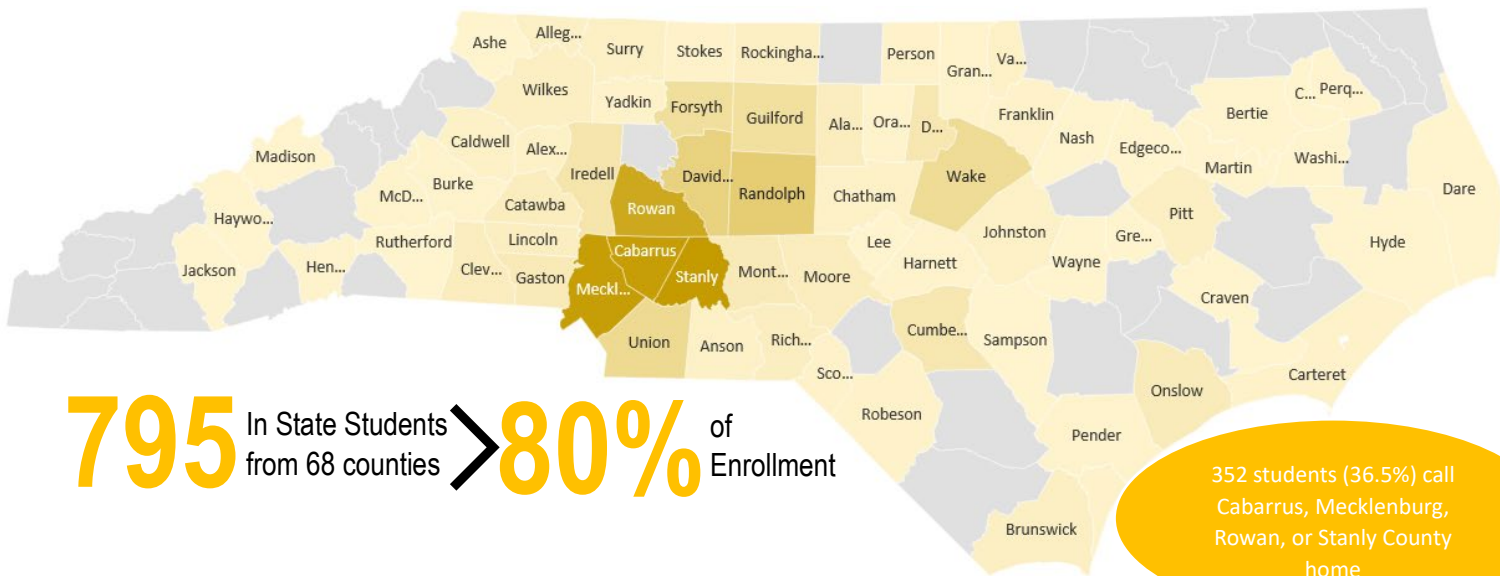 Ashe
Alleg...
Surry
Stokes
Rockingha...
Person
Gran...
Va...
Wilkes
Yadkin
Forsyth
Guilford
Ala...
Ora...
D...
Franklin
Nash
Edgeco...
Bertie
C...
Perq...
Madison
Caldwell
Alex...
Iredell
David...
Randolph
Chatham
Wake
Martin
Washi...
Dare
McD...
Burke
Catawba
Rowan
Haywo...
Rutherford
Lincoln
Cabarrus
Lee
Johnston
Gre...
Pitt
Hyde
Jackson
Hen...
Clev...
Gaston
Meckl...
Stanly
Mont...
Moore
Harnett
Wayne
Craven
Union
Anson
Rich...
Cumbe...
Sampson
Sco...
Onslow
Carteret
Robeson
Pender
Brunswick
795 In State Students
from 68 counties
80% of
Enrollment
352 students (36.5%) call
Cabarrus, Mecklenburg,
Rowan, or Stanly County
home